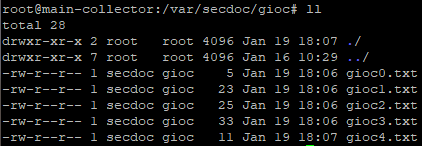 root@main-collector:/var/secdoc/gioc# ll
total 28
drwxr-xr-x 2 root   root 4096 Jan 19 18:07 ./
drwxr-xr-x 7 root   root 4096 Jan 16 10:29 ../
-rw-r--r-- 1 secdoc gioc    5 Jan 19 18:07 gioc0.txt
-rw-r--r-- 1 secdoc gioc   23 Jan 19 18:06 gioc1.txt
-rw-r--r-- 1 secdoc gioc   25 Jan 19 18:06 gioc2.txt
-rw-r--r-- 1 secdoc gioc   33 Jan 19 18:06 gioc3.txt
-rw-r--r-- 1 secdoc gioc   11 Jan 19 18:07 gioc4.txt